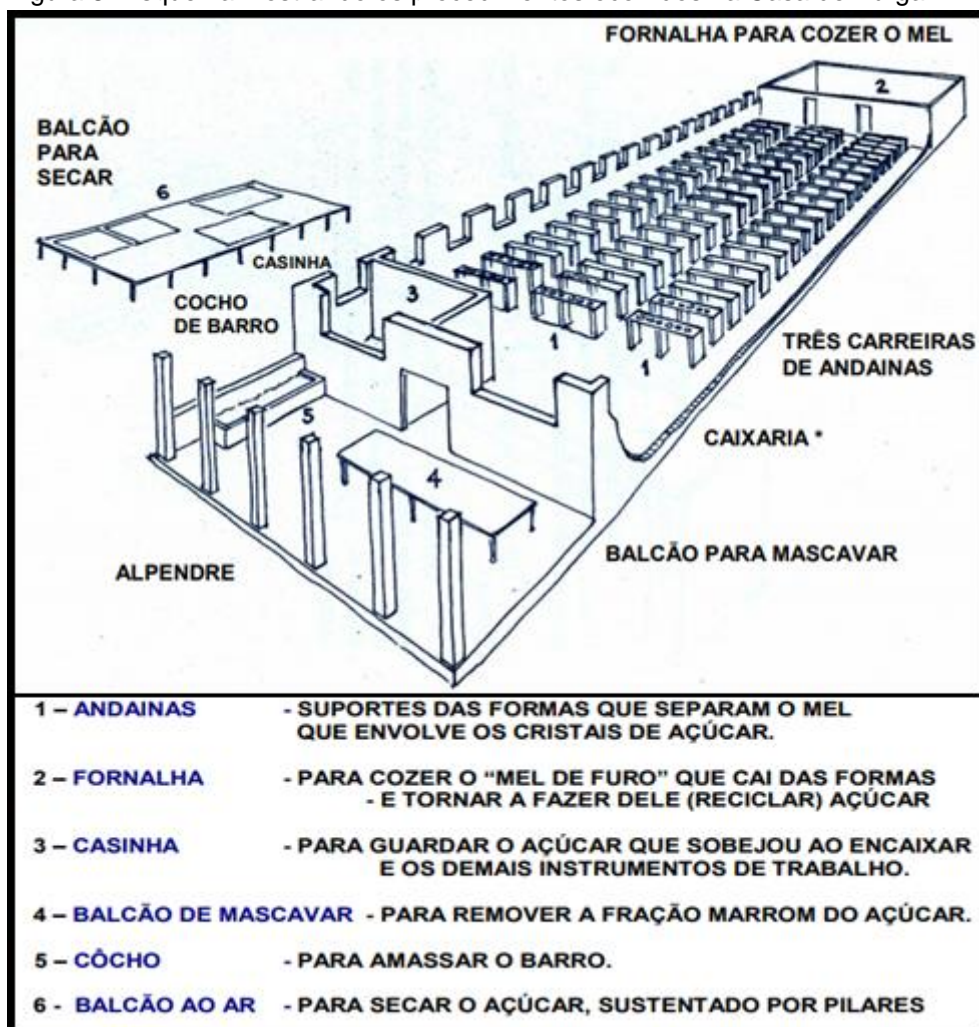 FORNALHA PARA COZER O MEL
2
BALCÃO
PARA
SECAR
6
CASINHA
3
COCHO
DE BARRO
1
1
TRÊS CARREIRAS
DE ANDAINAS
5
CAIXARIA *
4
BALCÃO PARA MASCAVAR
ALPENDRE
1 – ANDAINAS - SUPORTES DAS FORMAS QUE SEPARAM O MEL
QUE ENVOLVE OS CRISTAIS DE AÇÚCAR.
2 – FORNALHA - PARA COZER O “MEL DE FURO” QUE CAI DAS FORMAS
- E TORNAR A FAZER DELE (RECICLAR) AÇÚCAR
3 – CASINHA - PARA GUARDAR O AÇÚCAR QUE SOBEJOU AO ENCAIXAR
E OS DEMAIS INSTRUMENTOS DE TRABALHO.
4 – BALCÃO DE MASCAVAR - PARA REMOVER A FRAÇÃO MARROM DO AÇÚCAR.
5 – CÔCHO - PARA AMASSAR O BARRO.
6 - BALCÃO AO AR - PARA SECAR O AÇÚCAR, SUSTENTADO POR PILARES